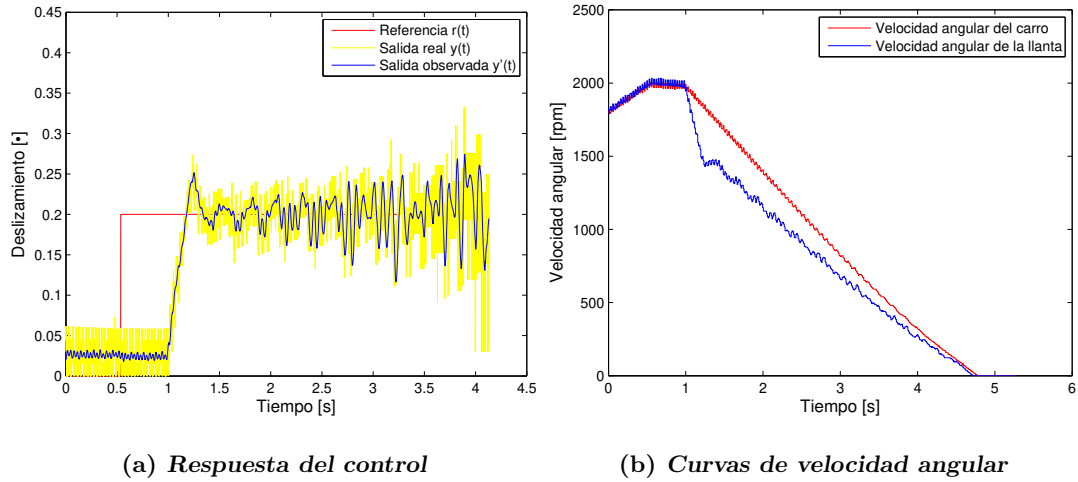 0.45
0.4
0.35
0.3
0.25
0.2
0.15
0.1
0.05
0
Deslizamiento [•]
Referencia r(t)
Salida real y(t)
Salida observada y'(t)
0 0.5 1 1.5 2 2.5 3 3.5 4 4.5
Tiempo [s]
(a) Respuesta del control
2500
2000
1500
1000
500
0
Velocidad angular [rpm]
Velocidad angular del carro
Velocidad angular de la llanta
0 1 2 3 4 5 6
Tiempo [s]
(b) Curvas de velocidad angular